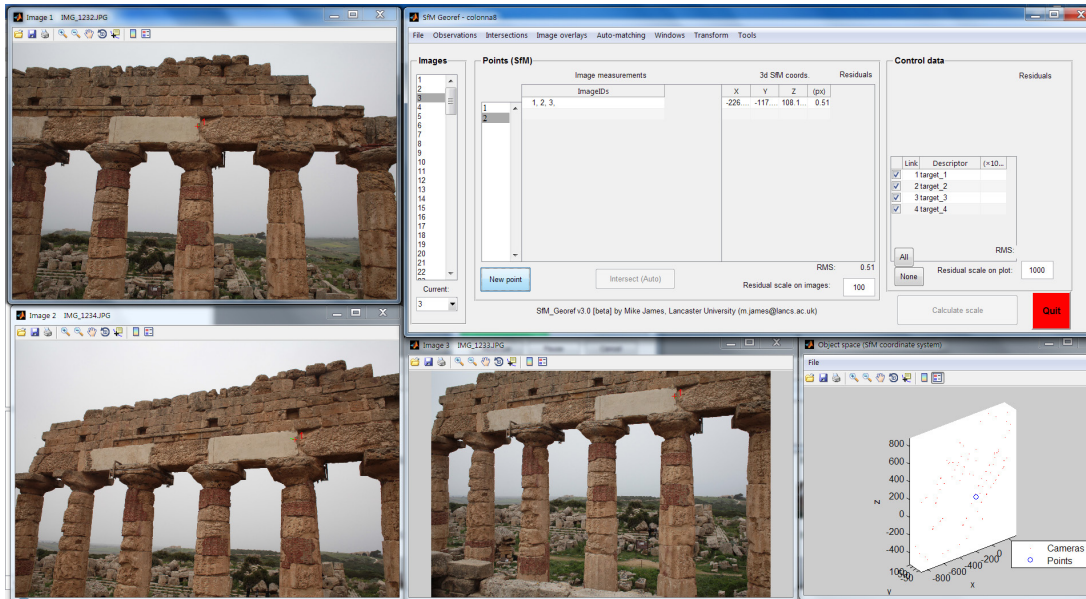 Image 1 IMG_1232.JPG
SfM Georef - colonna8
File Observations Intersections Image overlays Auto-matching Windows Transform Tools
Images
1
2
3
4
5
6
7
8
9
10
11
12
13
14
15
16
17
18
19
20
21
22
Current:
3
Points (SfM)
Image measurements
3d SfM coords.
Residuals
ImageIDs
X Y Z (px)
1 1, 2, 3, -226.... -117.... 108.1... 0.51
2
New point
Intersect (Auto)
RMS: 0.51
Residual scale on images: 100
SfM_Georef v3.0 [beta] by Mike James, Lancaster University (m.james@lancs.ac.uk)
Control data
Residuals
Link Descriptor (×10...
1 target_1
2 target_2
3 target_3
4 target_4
All
RMS:
None
Residual scale on plot: 1000
Calculate scale
Quit
Image 2 IMG_1234.JPG
Image 3 IMG_1233.JPG
Cancel
Object space (SfM coordinate system)
File
800
600
400
200
0
-200
-400
z
-800
-600
-400
-200
0
x
y
Cameras
Points